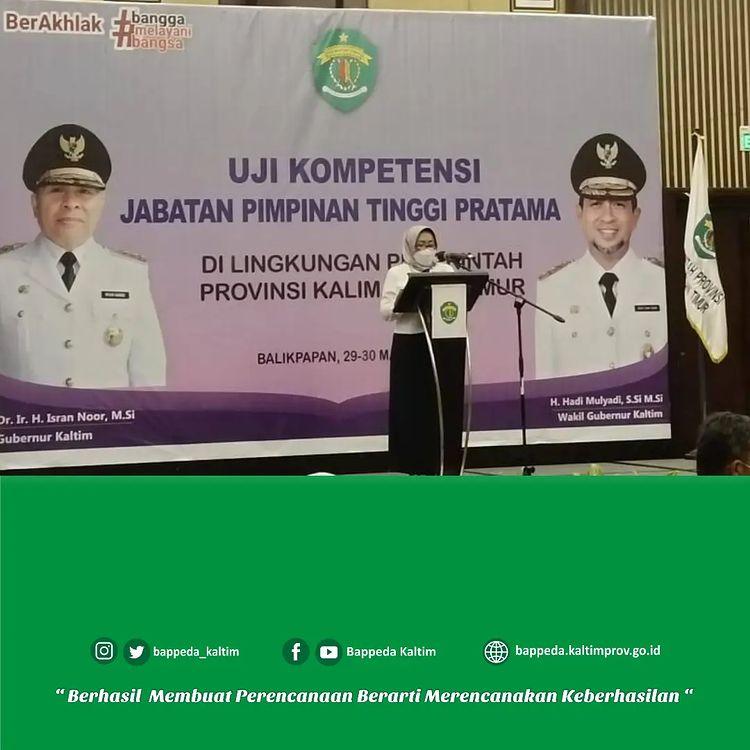 BerAkhlak
#bangga
melayani
bangsa
UJI KOMPETENSI
JABATAN PIMPINAN TINGGI PRATAMA
DI LINGKUNGAN
PROVINSI
BALIKPAPAN, 29-30
Dr. Ir. H. Isran Noor, M.Si
Gubernur Kaltim
H. Hadi Mulyadi, S.Si M.Si
Wakil Gubernur Kaltim
PROVINSI
bappeda_kaltim
Bappeda Kaltim
bappeda.kaltimprov.go.id
“ Berhasil Membuat Perencanaan Berarti Merencanakan Keberhasilan “